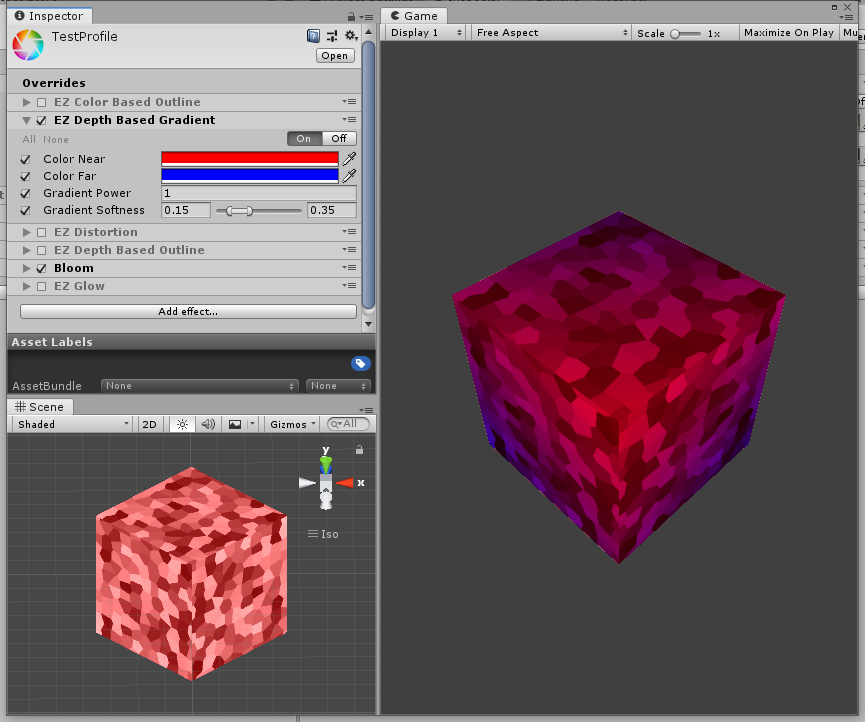 Inspector
TestProfile
Open
Overrides
EZ Color Based Outline
EZ Depth Based Gradient
All None
On Off
Color Near
Color Far
Gradient Power 1
Gradient Softness 0.15 0.35
EZ Distortion
EZ Depth Based Outline
Bloom
EZ Glow
Add effect...
Asset Labels
AssetBundle None None
Scene
Shaded 2D Gizmos All
y
x
Iso
Game
Display 1 Free Aspect Scale 1x Maximize On Play Mu